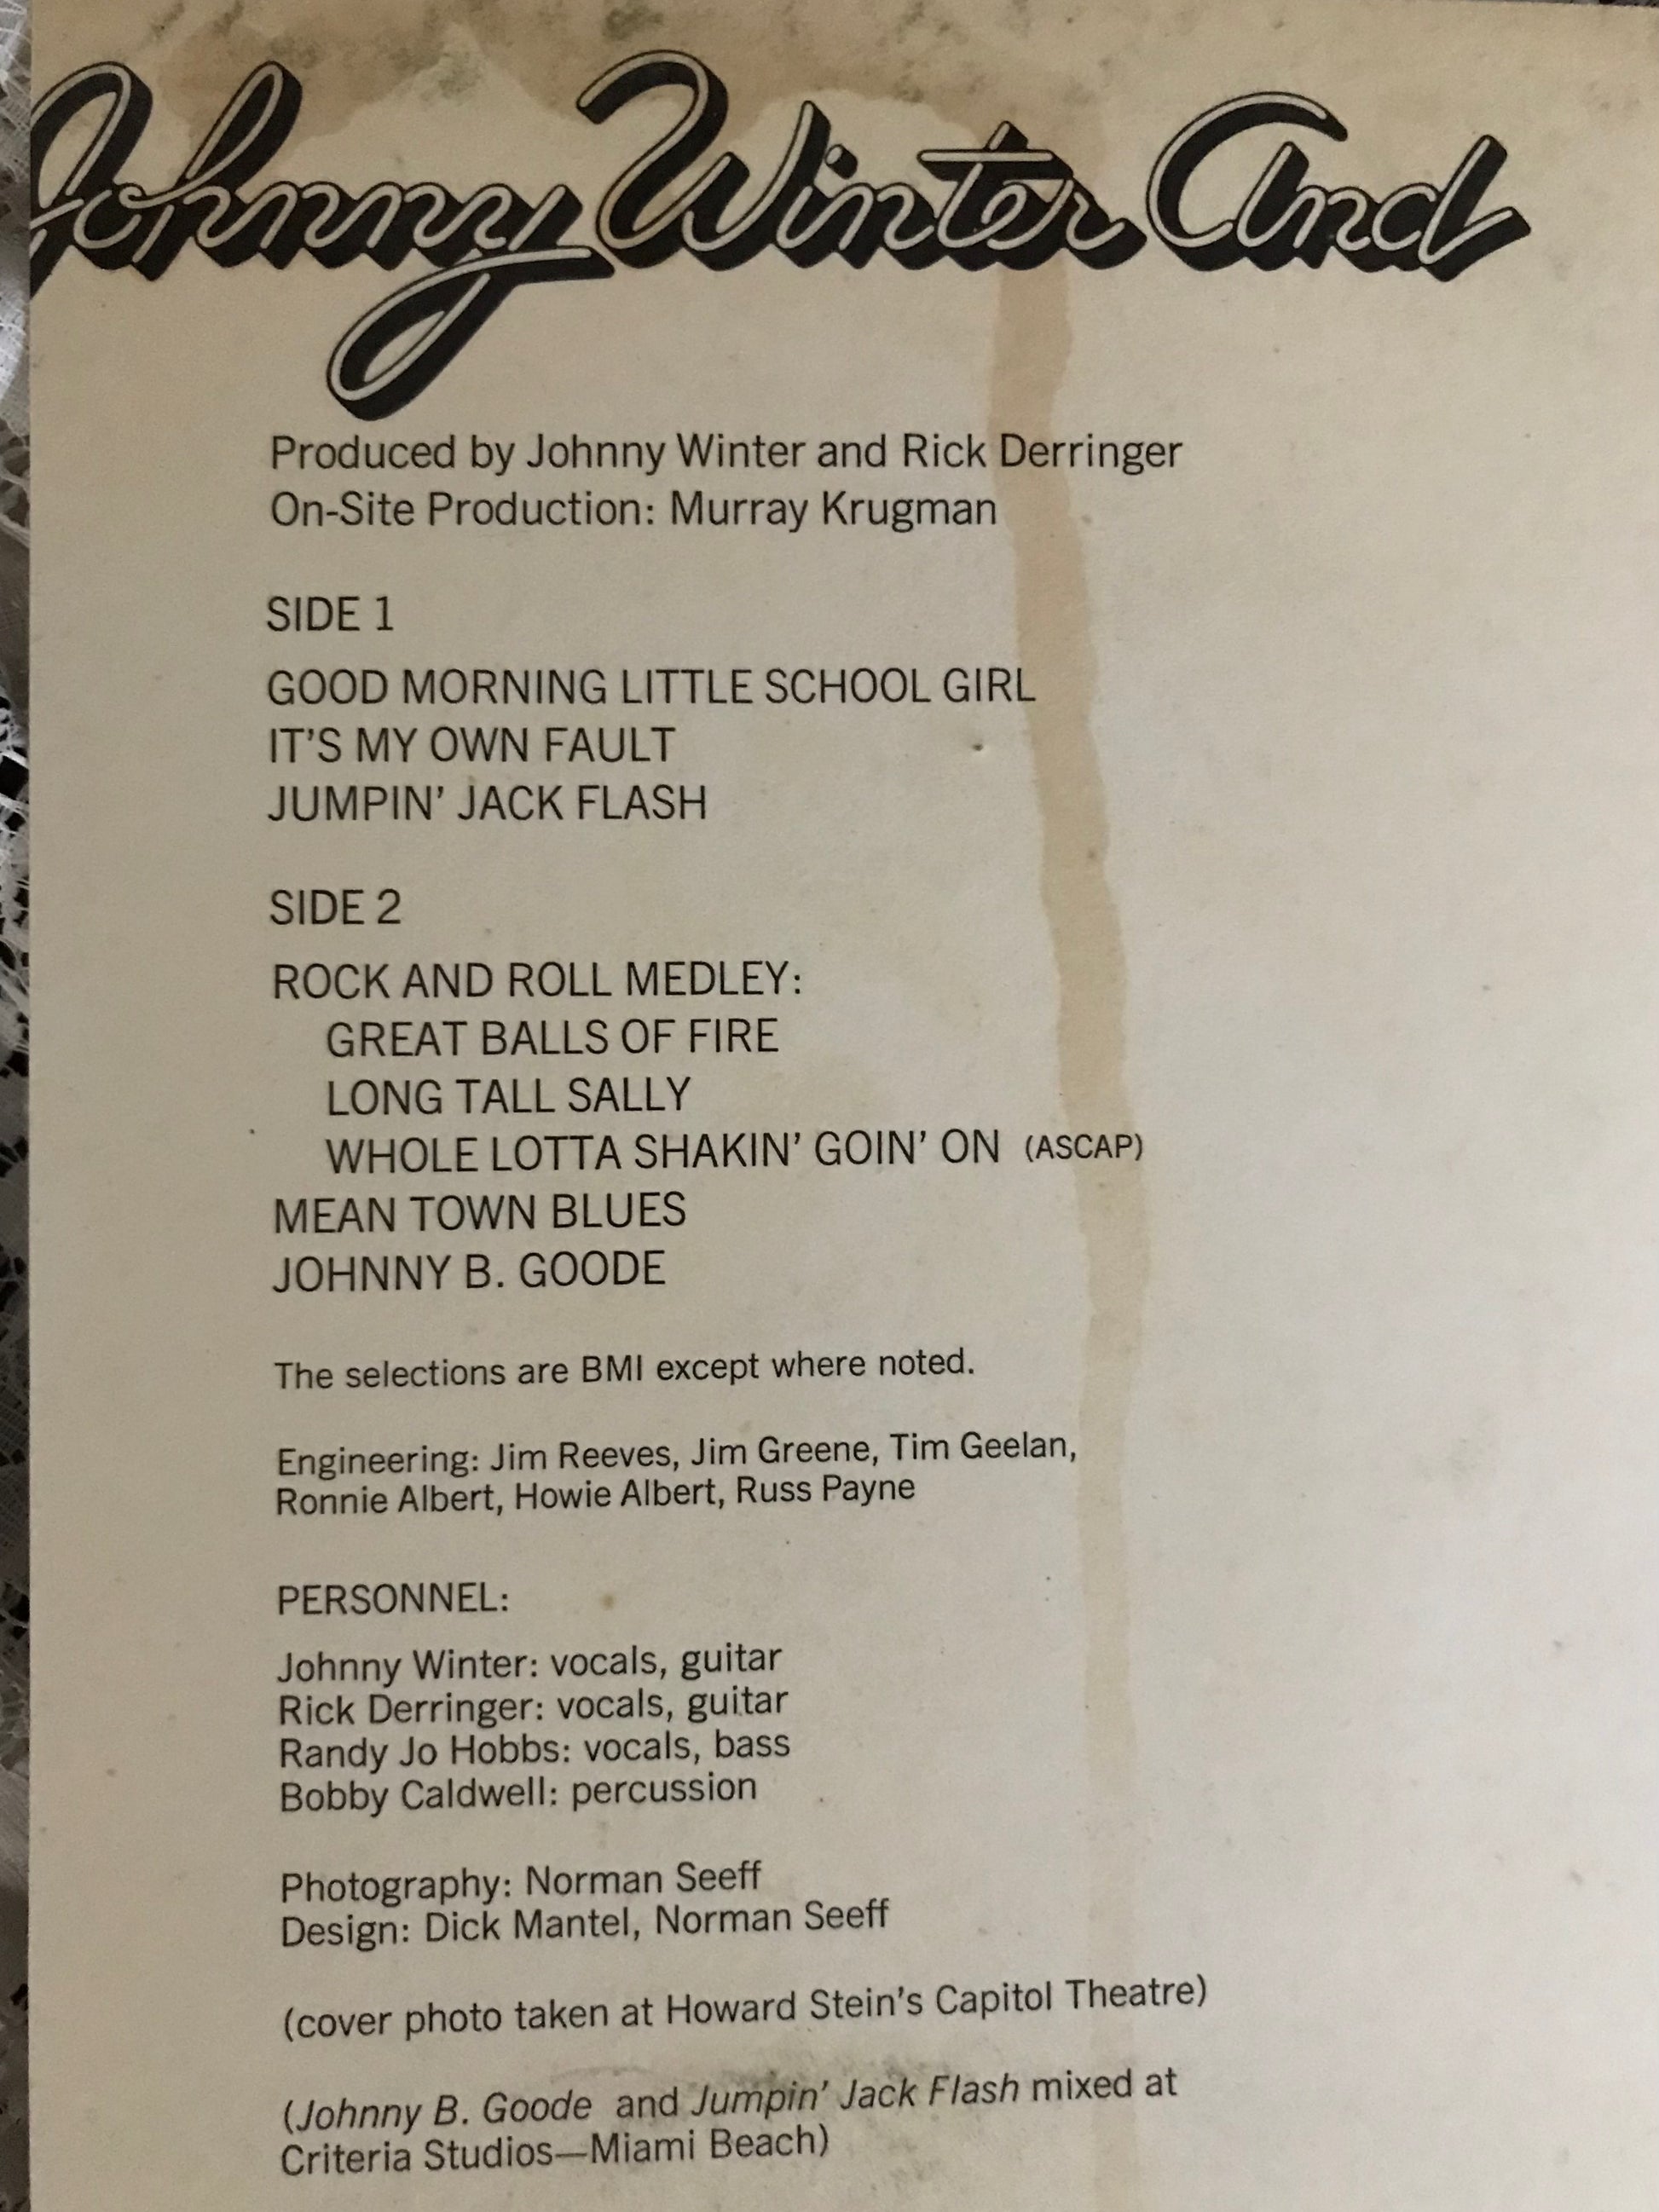 Johnny Winter And
Produced by Johnny Winter and Rick Derringer
On-Site Production: Murray Krugman
SIDE 1
GOOD MORNING LITTLE SCHOOL GIRL
IT'S MY OWN FAULT
JUMPIN' JACK FLASH
SIDE 2
ROCK AND ROLL MEDLEY:
GREAT BALLS OF FIRE
LONG TALL SALLY
WHOLE LOTTA SHAKIN' GOIN' ON (ASCAP)
MEAN TOWN BLUES
JOHNNY B. GOODE
The selections are BMI except where noted.
Engineering: Jim Reeves, Jim Greene, Tim Geelan,
Ronnie Albert, Howie Albert, Russ Payne
PERSONNEL:
Johnny Winter: vocals, guitar
Rick Derringer: vocals, guitar
Randy Jo Hobbs: vocals, bass
Bobby Caldwell: percussion
Photography: Norman Seeff
Design: Dick Mantel, Norman Seeff
(cover photo taken at Howard Stein's Capitol Theatre)
(Johnny B. Goode and Jumpin' Jack Flash mixed at
Criteria Studios—Miami Beach)